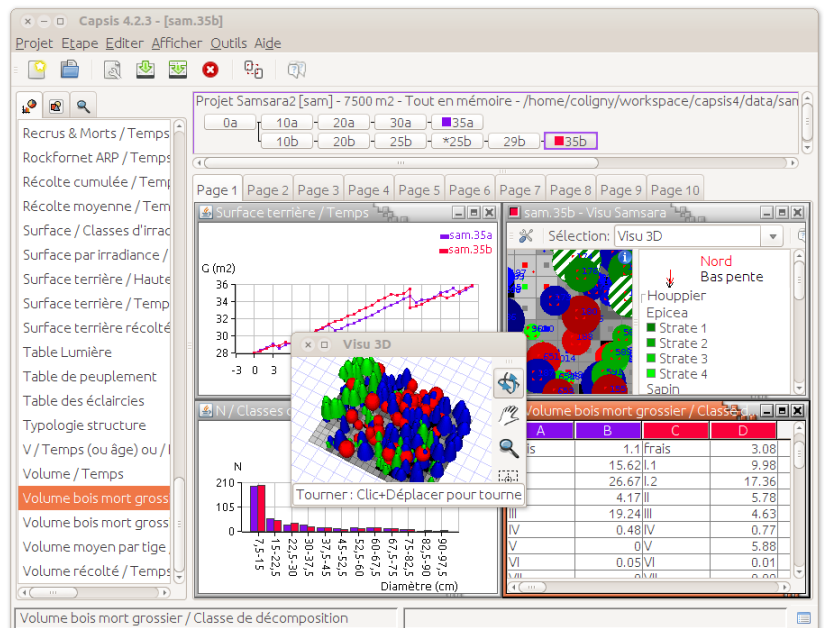 Capsis 4.2.3 - [sam.35b]
Projet Etape Editer Afficher Outils Aide
Projet Samsara2 [sam] - 7500 m2 - Tout en mémoire - /home/coligny/workspace/capsis4/data/san
0a 10a 20a 30a 35a
10b 20b 25b *25b 29b 35b
Recrus & Morts / Temps
Rockfornet ARP / Temps
Récolte cumulée / Temp
Récolte moyenne / Tem
Surface / Classes d'irrad
Surface par irradiance /
Surface terrière / Haute
Surface terrière / Temp
Surface terrière récolté
Table Lumière
Table de peuplement
Table des éclaircies
Typologie structure
V / Temps (ou âge) ou / 
Volume / Temps
Volume bois mort gross
Volume bois mort gross
Volume moyen par tige
Volume récolté / Temps
Page 1 Page 2 Page 3 Page 4 Page 5 Page 6 Page 7 Page 8 Page 9 Page 10
Surface terrière / Temps
sam.35a
sam.35b
G (m2)
36
34
32
30
28
-3 0 3
sam.35b - Visu Samsara
Sélection: Visu 3D
Nord
Bas pente
Houppier
Epicea
Strate 1
Strate 2
Strate 3
Strate 4
Sapin
Visu 3D
Tourner : Clic+Déplacer pour tourne
N / Classes
N
210
105
0
7,5-15
15-22,5
22,5-30
30-37,5
37,5-45
45-52,5
52,5-60
60-67,5
67,5-75
75-82,5
82,5-90
90-97,5
Diamètre (cm)
Volume bois mort grossier / Classe d...
A B C D
is 1.1 frais 3.08
15.62 I.1 9.98
26.67 I.2 17.36
4.17 II 5.78
III 19.24 III 4.63
IV 0.48 IV 0.77
V 0 V 5.88
VI 0.05 VI 0.01
VII 0 VII 0.00
Volume bois mort grossier / Classe de décomposition